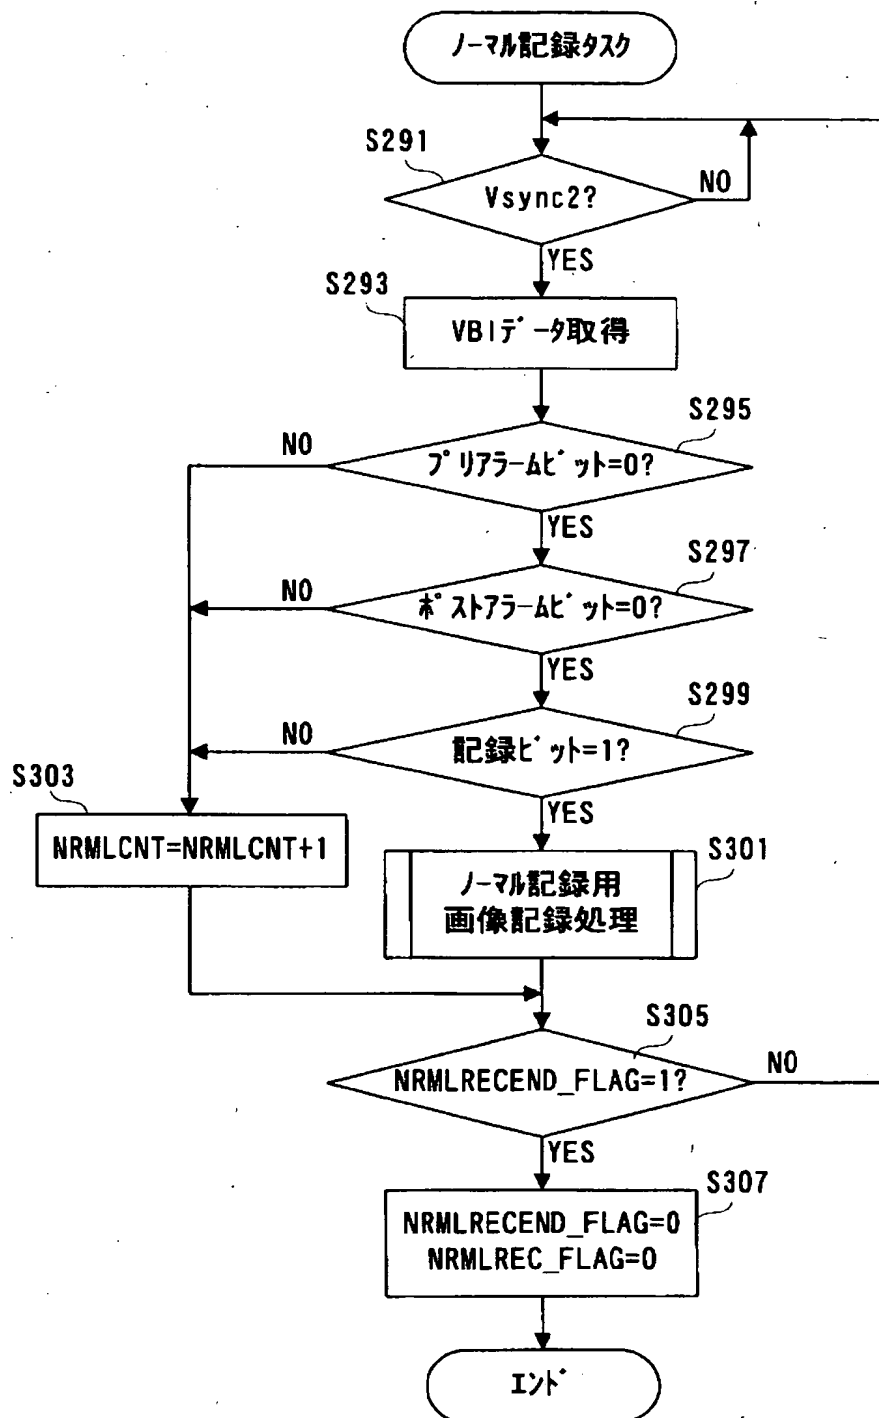 ノーマル記録タスク
S291
Vsync2?
NO
YES
S293
VBIデータ取得
S295
NO
プリアラームビット=0?
YES
S297
NO
ポストアラームビット=0?
YES
S299
NO
記録ビット=1?
YES
S303
NRMLCNT=NRMLCNT+1
S301
ノーマル記録用
画像記録処理
S305
NRMLRECEND_FLAG=1?
NO
YES
S307
NRMLRECEND_FLAG=0
NRMLREC_FLAG=0
エンド